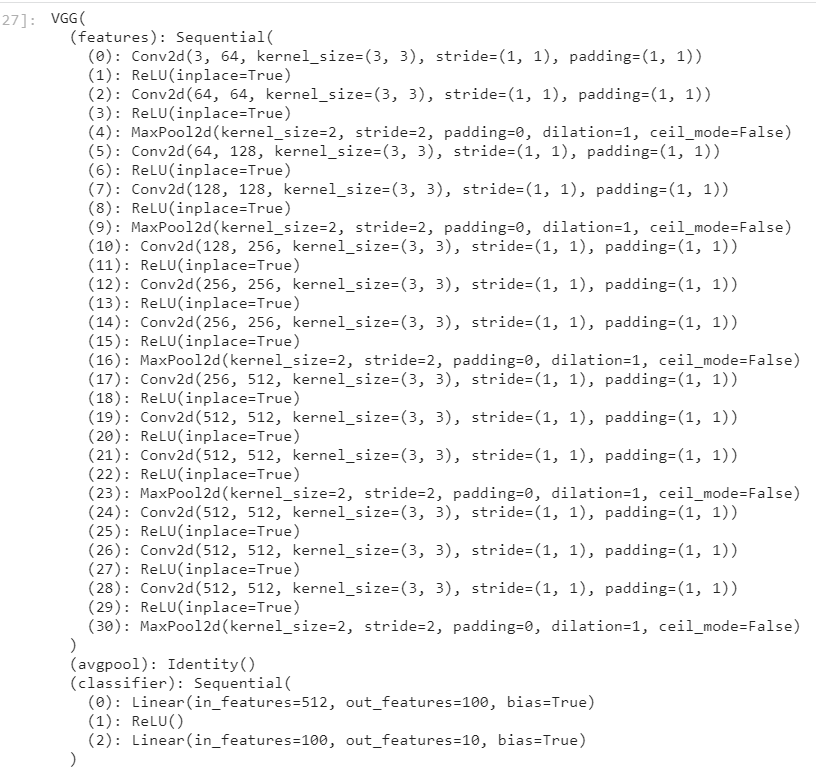 27]: VGG(
(features): Sequential(
(0): Conv2d(3, 64, kernel_size=(3, 3), stride=(1, 1), padding=(1, 1))
(1): ReLU(inplace=True)
(2): Conv2d(64, 64, kernel_size=(3, 3), stride=(1, 1), padding=(1, 1))
(3): ReLU(inplace=True)
(4): MaxPool2d(kernel_size=2, stride=2, padding=0, dilation=1, ceil_mode=False)
(5): Conv2d(64, 128, kernel_size=(3, 3), stride=(1, 1), padding=(1, 1))
(6): ReLU(inplace=True)
(7): Conv2d(128, 128, kernel_size=(3, 3), stride=(1, 1), padding=(1, 1))
(8): ReLU(inplace=True)
(9): MaxPool2d(kernel_size=2, stride=2, padding=0, dilation=1, ceil_mode=False)
(10): Conv2d(128, 256, kernel_size=(3, 3), stride=(1, 1), padding=(1, 1))
(11): ReLU(inplace=True)
(12): Conv2d(256, 256, kernel_size=(3, 3), stride=(1, 1), padding=(1, 1))
(13): ReLU(inplace=True)
(14): Conv2d(256, 256, kernel_size=(3, 3), stride=(1, 1), padding=(1, 1))
(15): ReLU(inplace=True)
(16): MaxPool2d(kernel_size=2, stride=2, padding=0, dilation=1, ceil_mode=False)
(17): Conv2d(256, 512, kernel_size=(3, 3), stride=(1, 1), padding=(1, 1))
(18): ReLU(inplace=True)
(19): Conv2d(512, 512, kernel_size=(3, 3), stride=(1, 1), padding=(1, 1))
(20): ReLU(inplace=True)
(21): Conv2d(512, 512, kernel_size=(3, 3), stride=(1, 1), padding=(1, 1))
(22): ReLU(inplace=True)
(23): MaxPool2d(kernel_size=2, stride=2, padding=0, dilation=1, ceil_mode=False)
(24): Conv2d(512, 512, kernel_size=(3, 3), stride=(1, 1), padding=(1, 1))
(25): ReLU(inplace=True)
(26): Conv2d(512, 512, kernel_size=(3, 3), stride=(1, 1), padding=(1, 1))
(27): ReLU(inplace=True)
(28): Conv2d(512, 512, kernel_size=(3, 3), stride=(1, 1), padding=(1, 1))
(29): ReLU(inplace=True)
(30): MaxPool2d(kernel_size=2, stride=2, padding=0, dilation=1, ceil_mode=False)
)
(avgpool): Identity()
(classifier): Sequential(
(0): Linear(in_features=512, out_features=100, bias=True)
(1): ReLU()
(2): Linear(in_features=100, out_features=10, bias=True)
)